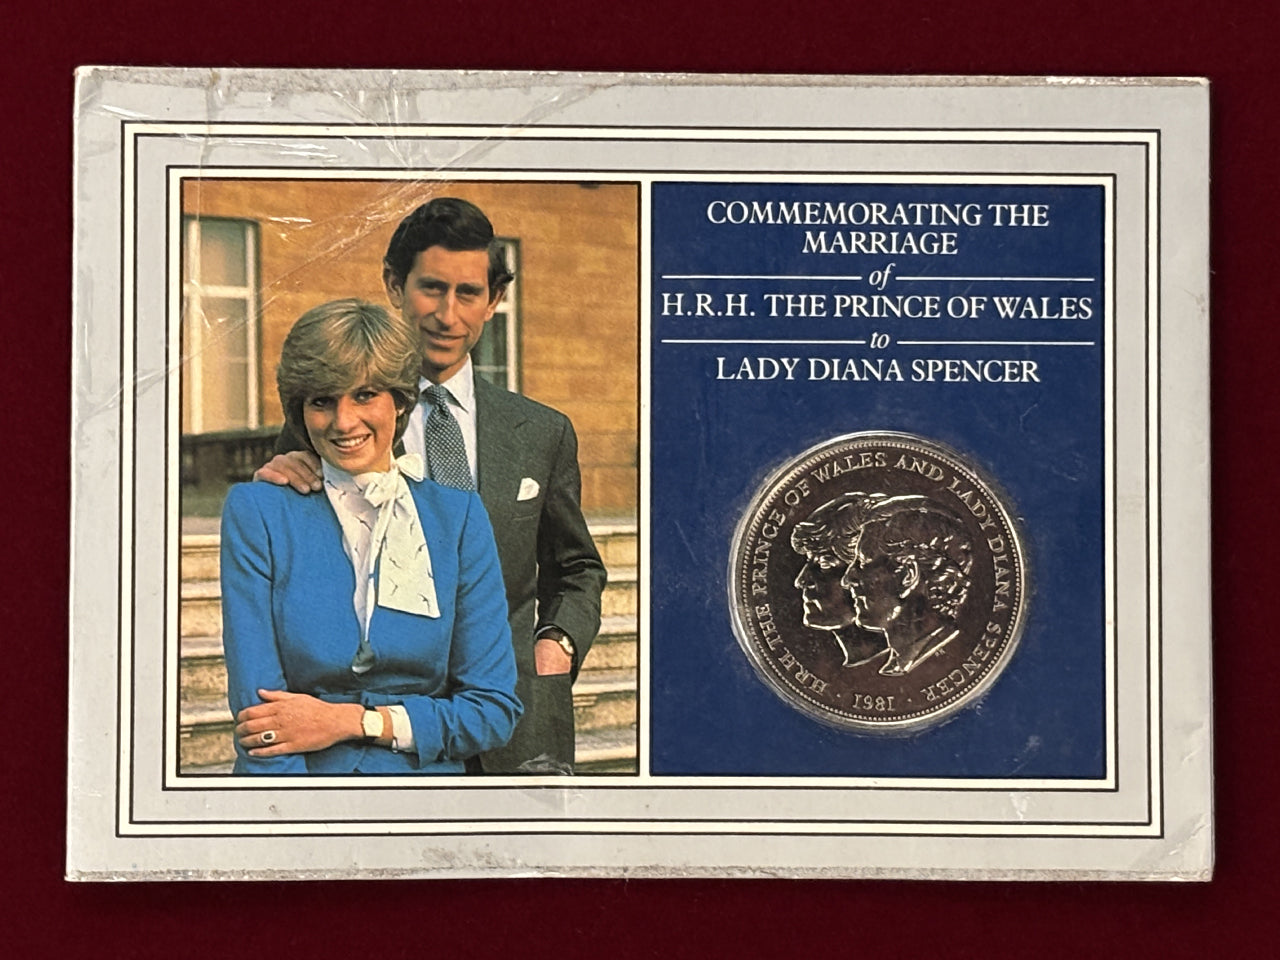 COMMEMORATING THE
MARRIAGE
of
H.R.H. THE PRINCE OF WALES
to
LADY DIANA SPENCER
H.R.H. THE PRINCE OF WALES AND LADY DIANA SPENCER
· 1981 ·